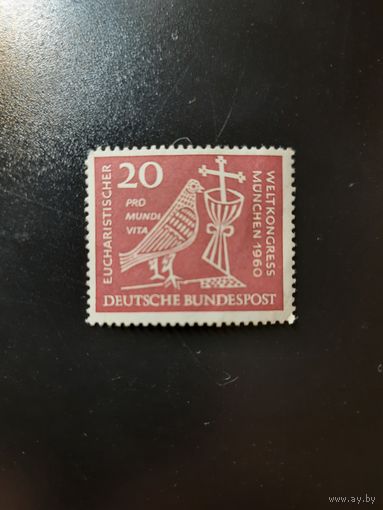 EUCHARISTISCHER
20
PRO
MUNDI
VITA
WELTKONGRESS
MÜNCHEN 1960
DEUTSCHE BUNDESPOST
www.ay.by